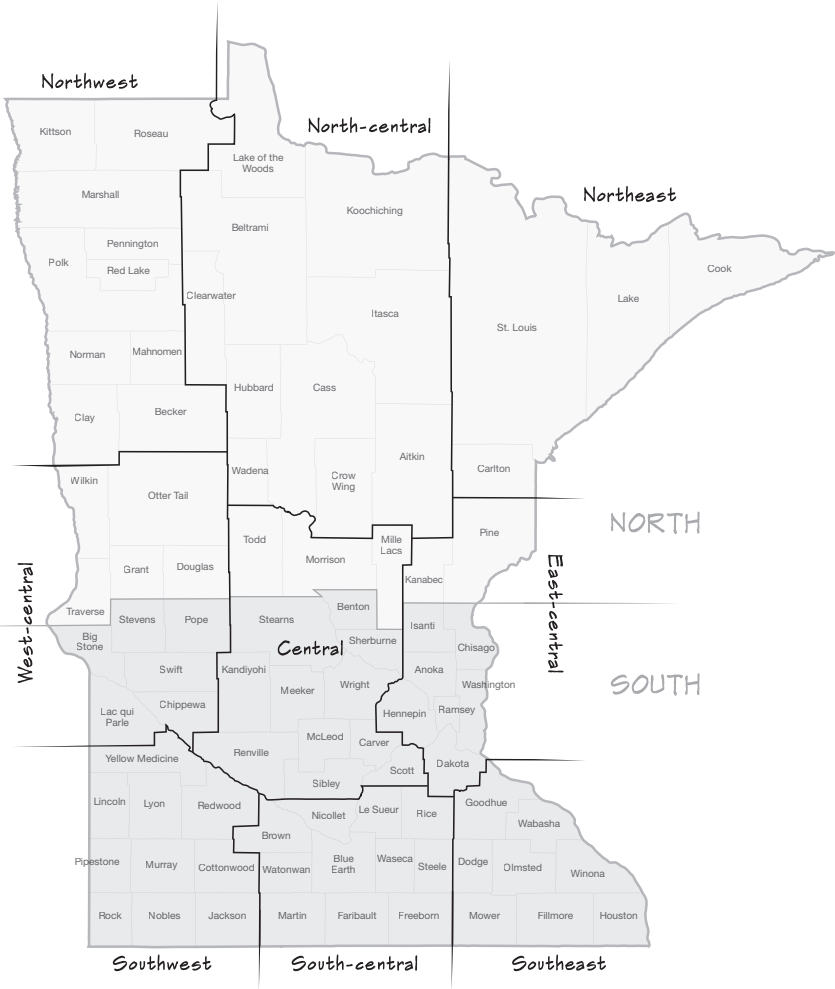 Northwest
North-central
Northeast
Kittson
Roseau
Lake of the
Woods
Marshall
Koochiching
Beltrami
Pennington
Polk
Red Lake
Cook
Clearwater
Lake
Itasca
St. Louis
Norman
Mahnomen
Hubbard
Cass
Clay
Becker
Aitkin
Wadena
Carlton
Crow
Wing
Wilkin
Otter Tail
NORTH
Pine
Todd
Mille
Lacs
Morrison
Grant
Douglas
Kanabec
West-central
East-central
Traverse
Stevens
Pope
Stearns
Benton
Isanti
Big
Stone
Central
Sherburne
Chisago
Swift
Kandiyohi
Anoka
SOUTH
Meeker
Wright
Washington
Lac qui
Parle
Chippewa
Hennepin
Ramsey
McLeod
Carver
Yellow Medicine
Renville
Scott
Dakota
Sibley
Lincoln
Lyon
Redwood
Nicollet
Le Sueur
Rice
Goodhue
Wabasha
Brown
Pipestone
Murray
Cottonwood
Watonwan
Blue
Earth
Waseca
Steele
Dodge
Olmsted
Winona
Rock
Nobles
Jackson
Martin
Faribault
Freeborn
Mower
Fillmore
Houston
Southwest
South-central
Southeast